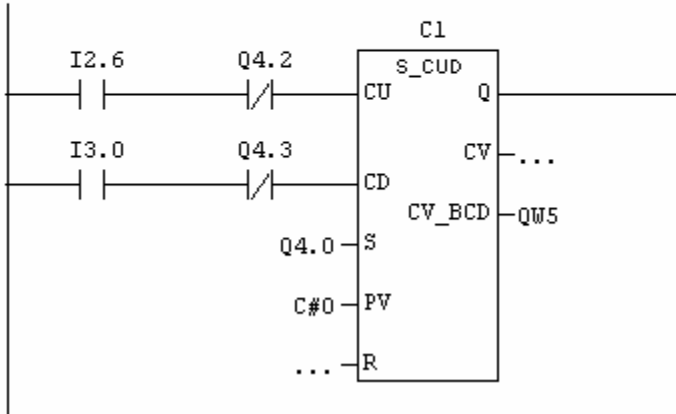 C1
I2.6 Q4.2 S_CUD
CU Q
I3.0 Q4.3 CV ...
CD
CV_BCD QW5
Q4.0 S
C#0 PV
... R